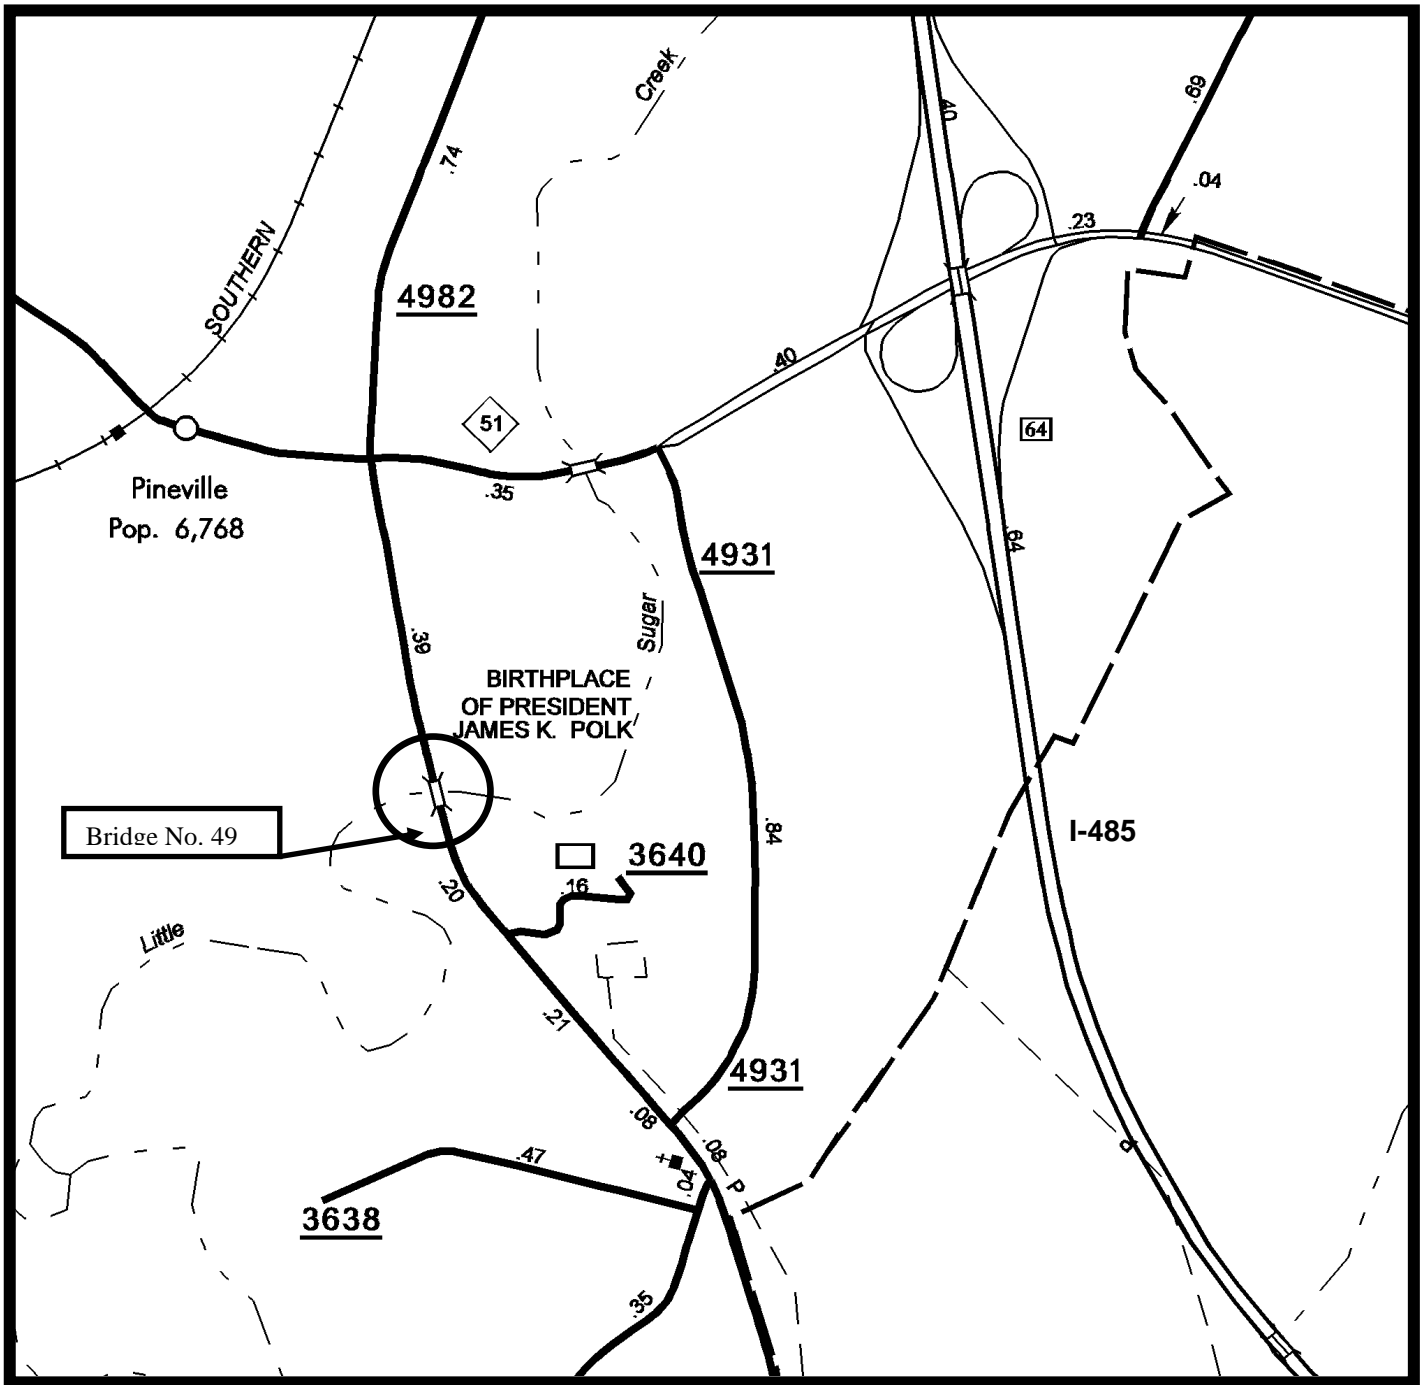 Creek
.40
.69
.74
.04
.23
SOUTHERN
4982
.40
51
64
Pineville
.35
Pop. 6,768
.64
4931
Sugar
.39
BIRTHPLACE
OF PRESIDENT
JAMES K. POLK
Bridge No. 49
.84
I-485
3640
.16
.20
Little
.21
4931
.08
.08
P
.47
.04
P
3638
.35